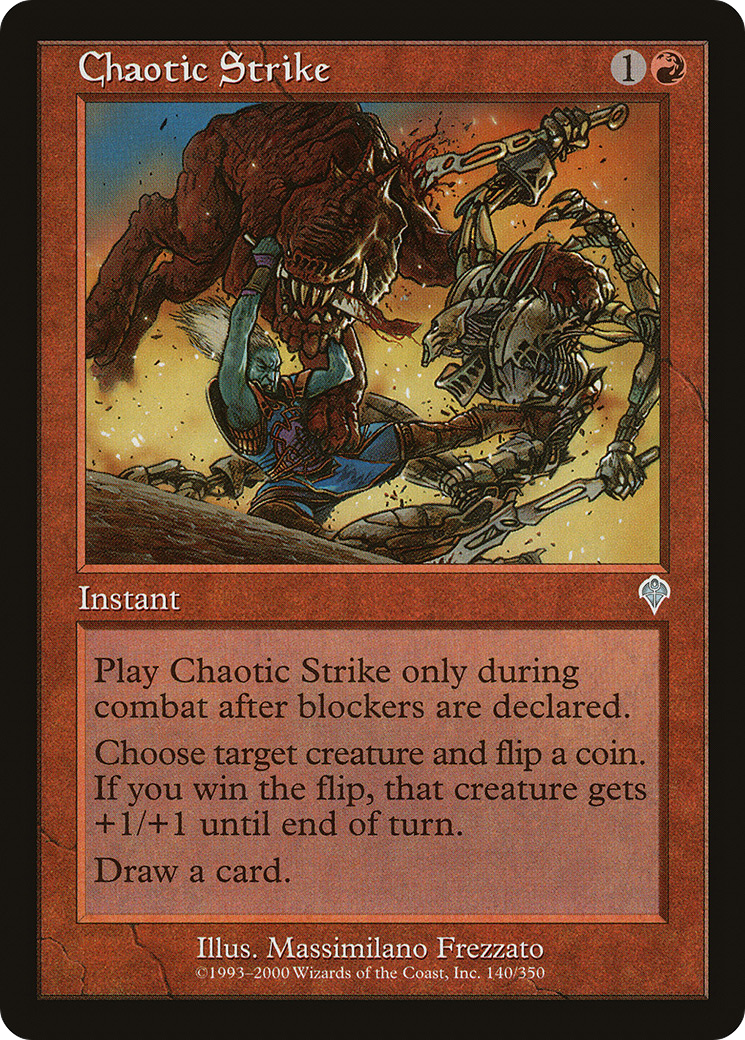 Chaotic Strike
1
Instant
Play Chaotic Strike only during
combat after blockers are declared.
Choose target creature and flip a coin.
If you win the flip, that creature gets
+1/+1 until end of turn.
Draw a card.
Illus. Massimilano Frezzato
©1993–2000 Wizards of the Coast, Inc. 140/350